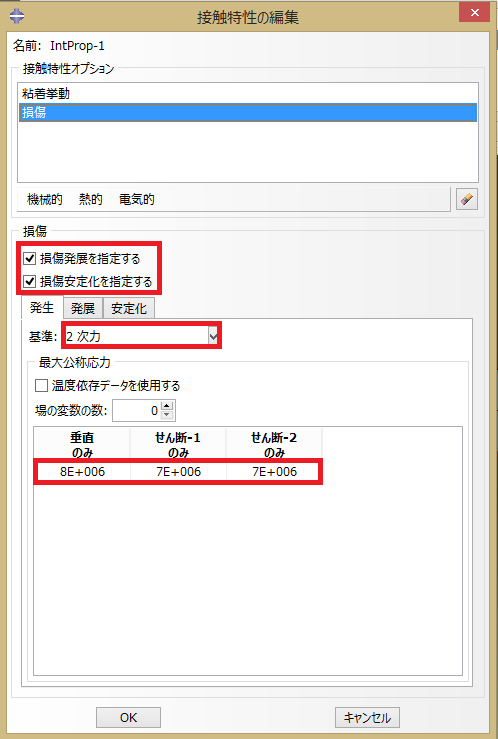 接触特性の編集
名前: IntProp-1
接触特性オプション
粘着挙動
損傷
機械的 熱的 電気的
損傷
損傷発展を指定する
損傷安定化を指定する
発生 発展 安定化
基準: 2 次力
最大公称応力
温度依存データを使用する
場の変数の数: 0
垂直 せん断-1 せん断-2
のみ のみ のみ
8E+006 7E+006 7E+006
OK キャンセル